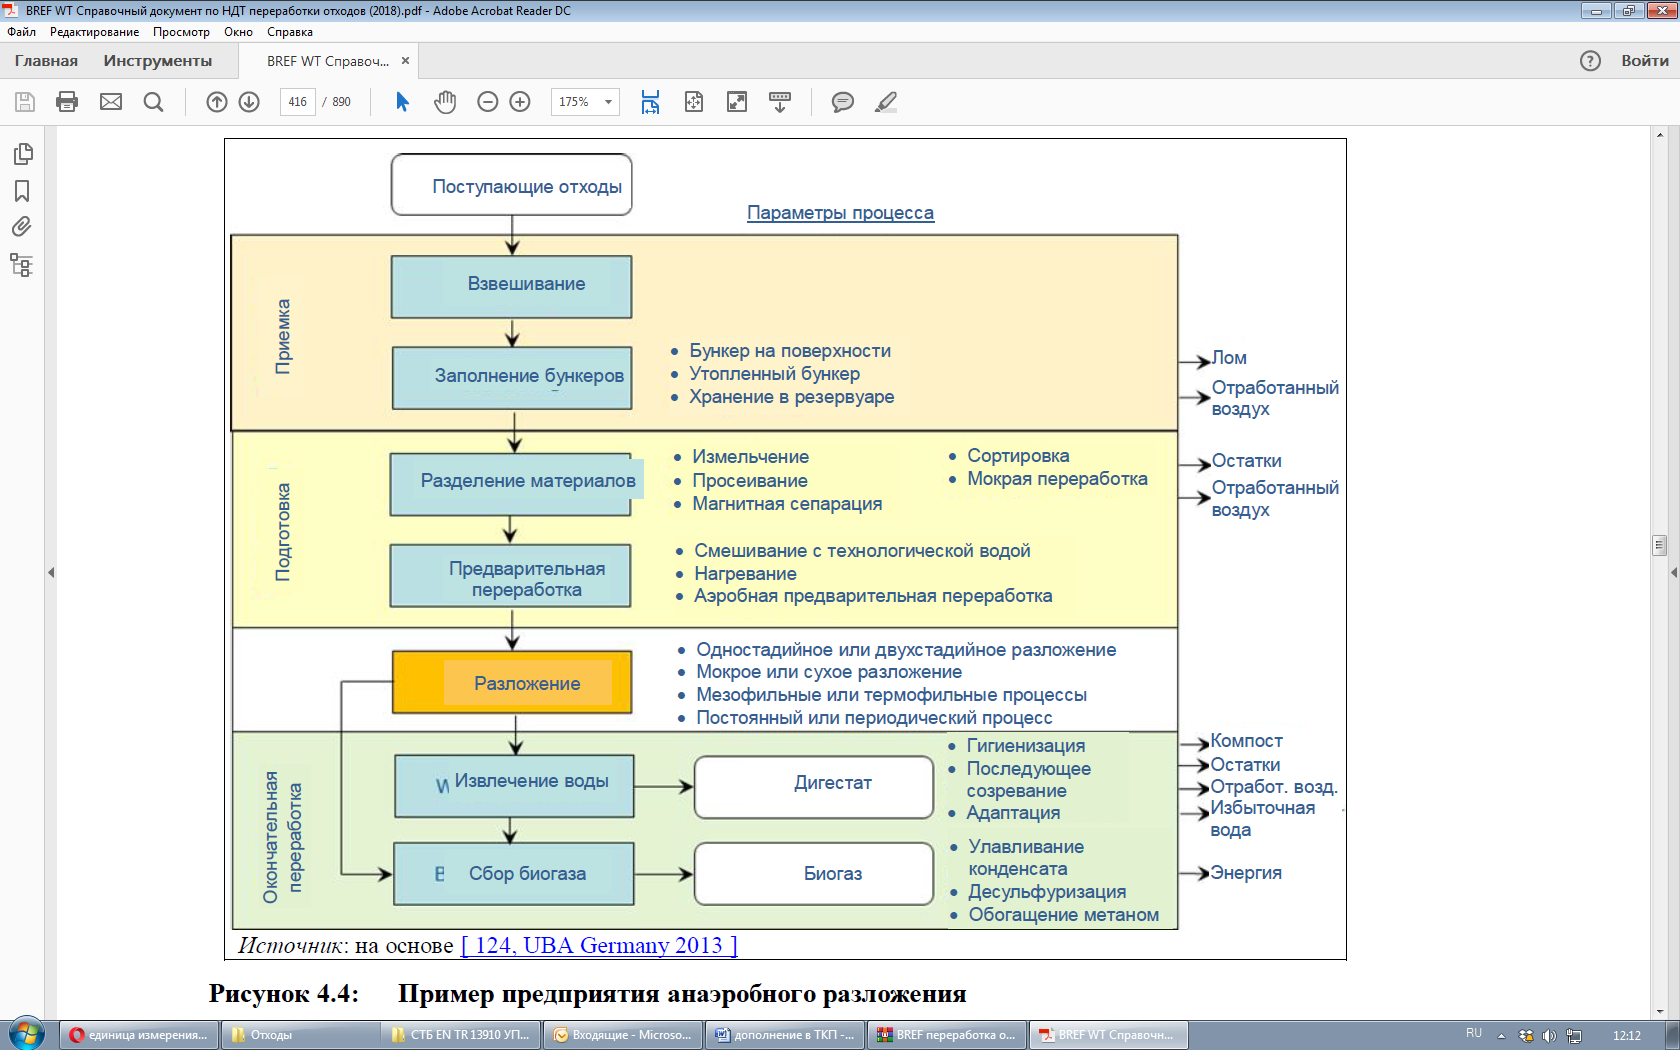 BREF WT Справочный документ по НДТ переработки отходов (2018).pdf - Adobe Acrobat Reader DC
Файл Редактирование Просмотр Окно Справка
Главная Инструменты BREF WT Справоч... × ? Войти
416 / 890 175%
Поступающие отходы
Параметры процесса
Приемка
Взвешивание
Заполнение бункеров
• Бункер на поверхности
• Утопленный бункер
• Хранение в резервуаре
Лом
Отработанный
воздух
Подготовка
Разделение материалов
• Измельчение
• Просеивание
• Магнитная сепарация
• Сортировка
• Мокрая переработка
Остатки
Отработанный
воздух
Предварительная
переработка
• Смешивание с технологической водой
• Нагревание
• Аэробная предварительная переработка
Разложение
• Одностадийное или двухстадийное разложение
• Мокрое или сухое разложение
• Мезофильные или термофильные процессы
• Постоянный или периодический процесс
Окончательная
переработка
Извлечение воды
Дигестат
• Гигиенизация
• Последующее
созревание
• Адаптация
Компост
Остатки
Отработ. возд.
Избыточная
вода
Сбор биогаза
Биогаз
• Улавливание
конденсата
• Десульфуризация
• Обогащение метаном
Энергия
Источник: на основе [ 124, UBA Germany 2013 ]
Рисунок 4.4: Пример предприятия анаэробного разложения
единица измерения... Отходы СТБ EN TR 13910 УП... Входящие - Microso... дополнение в ТКП -... BREF переработка о... BREF WT Справочн... RU 12:12